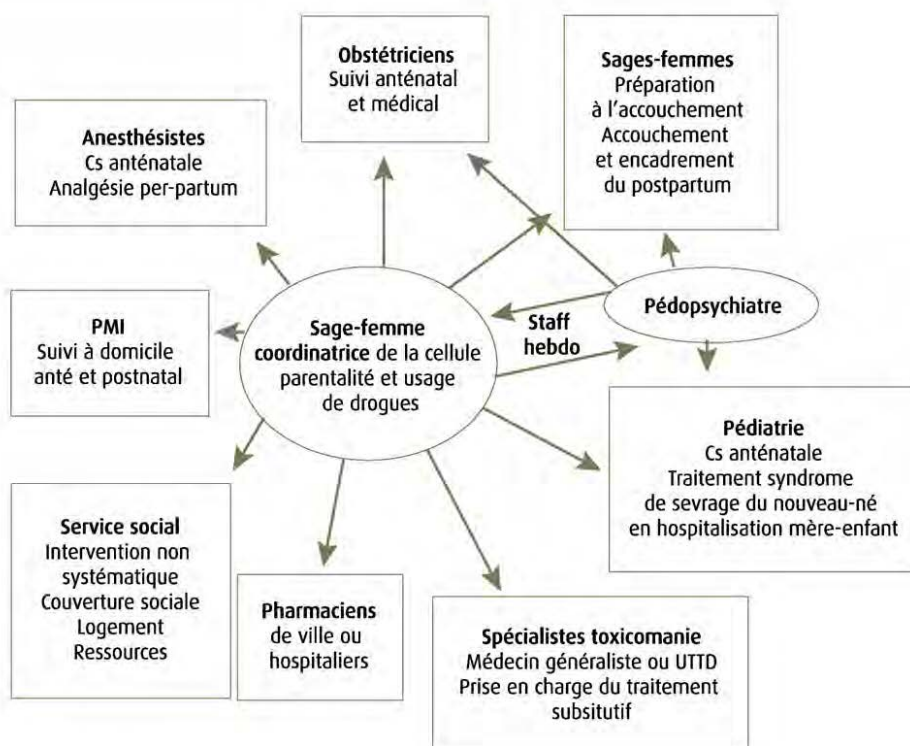 Obstétriciens
Suivi anténatal
et médical
Sages-femmes
Préparation
à l'accouchement
Accouchement
et encadrement
du postpartum
Anesthésistes
Cs anténatale
Analgésie per-partum
PMI
Suivi à domicile
anté et postnatal
Sage-femme
coordinatrice de la cellule
parentalité et usage
de drogues
Staff
hebdo
Pédopsychiatre
Pédiatrie
Cs anténatale
Traitement syndrome
de sevrage du nouveau-né
en hospitalisation mère-enfant
Service social
Intervention non
systématique
Couverture sociale
Logement
Ressources
Pharmaciens
de ville ou
hospitaliers
Spécialistes toxicomanie
Médecin généraliste ou UTTD
Prise en charge du traitement
subsitutif